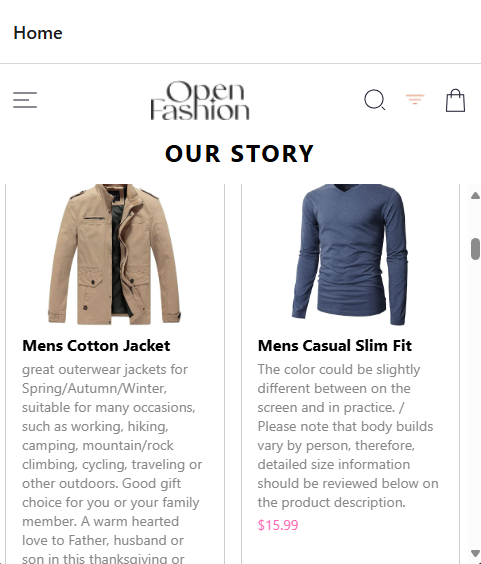 Home
Open
Fashion
OUR STORY
Mens Cotton Jacket
great outerwear jackets for
Spring/Autumn/Winter,
suitable for many occasions,
such as working, hiking,
camping, mountain/rock
climbing, cycling, traveling or
other outdoors. Good gift
choice for you or your family
member. A warm hearted
love to Father, husband or
son in this thanksgiving or
Mens Casual Slim Fit
The color could be slightly
different between on the
screen and in practice. /
Please note that body builds
vary by person, therefore,
detailed size information
should be reviewed below on
the product description.
$15.99